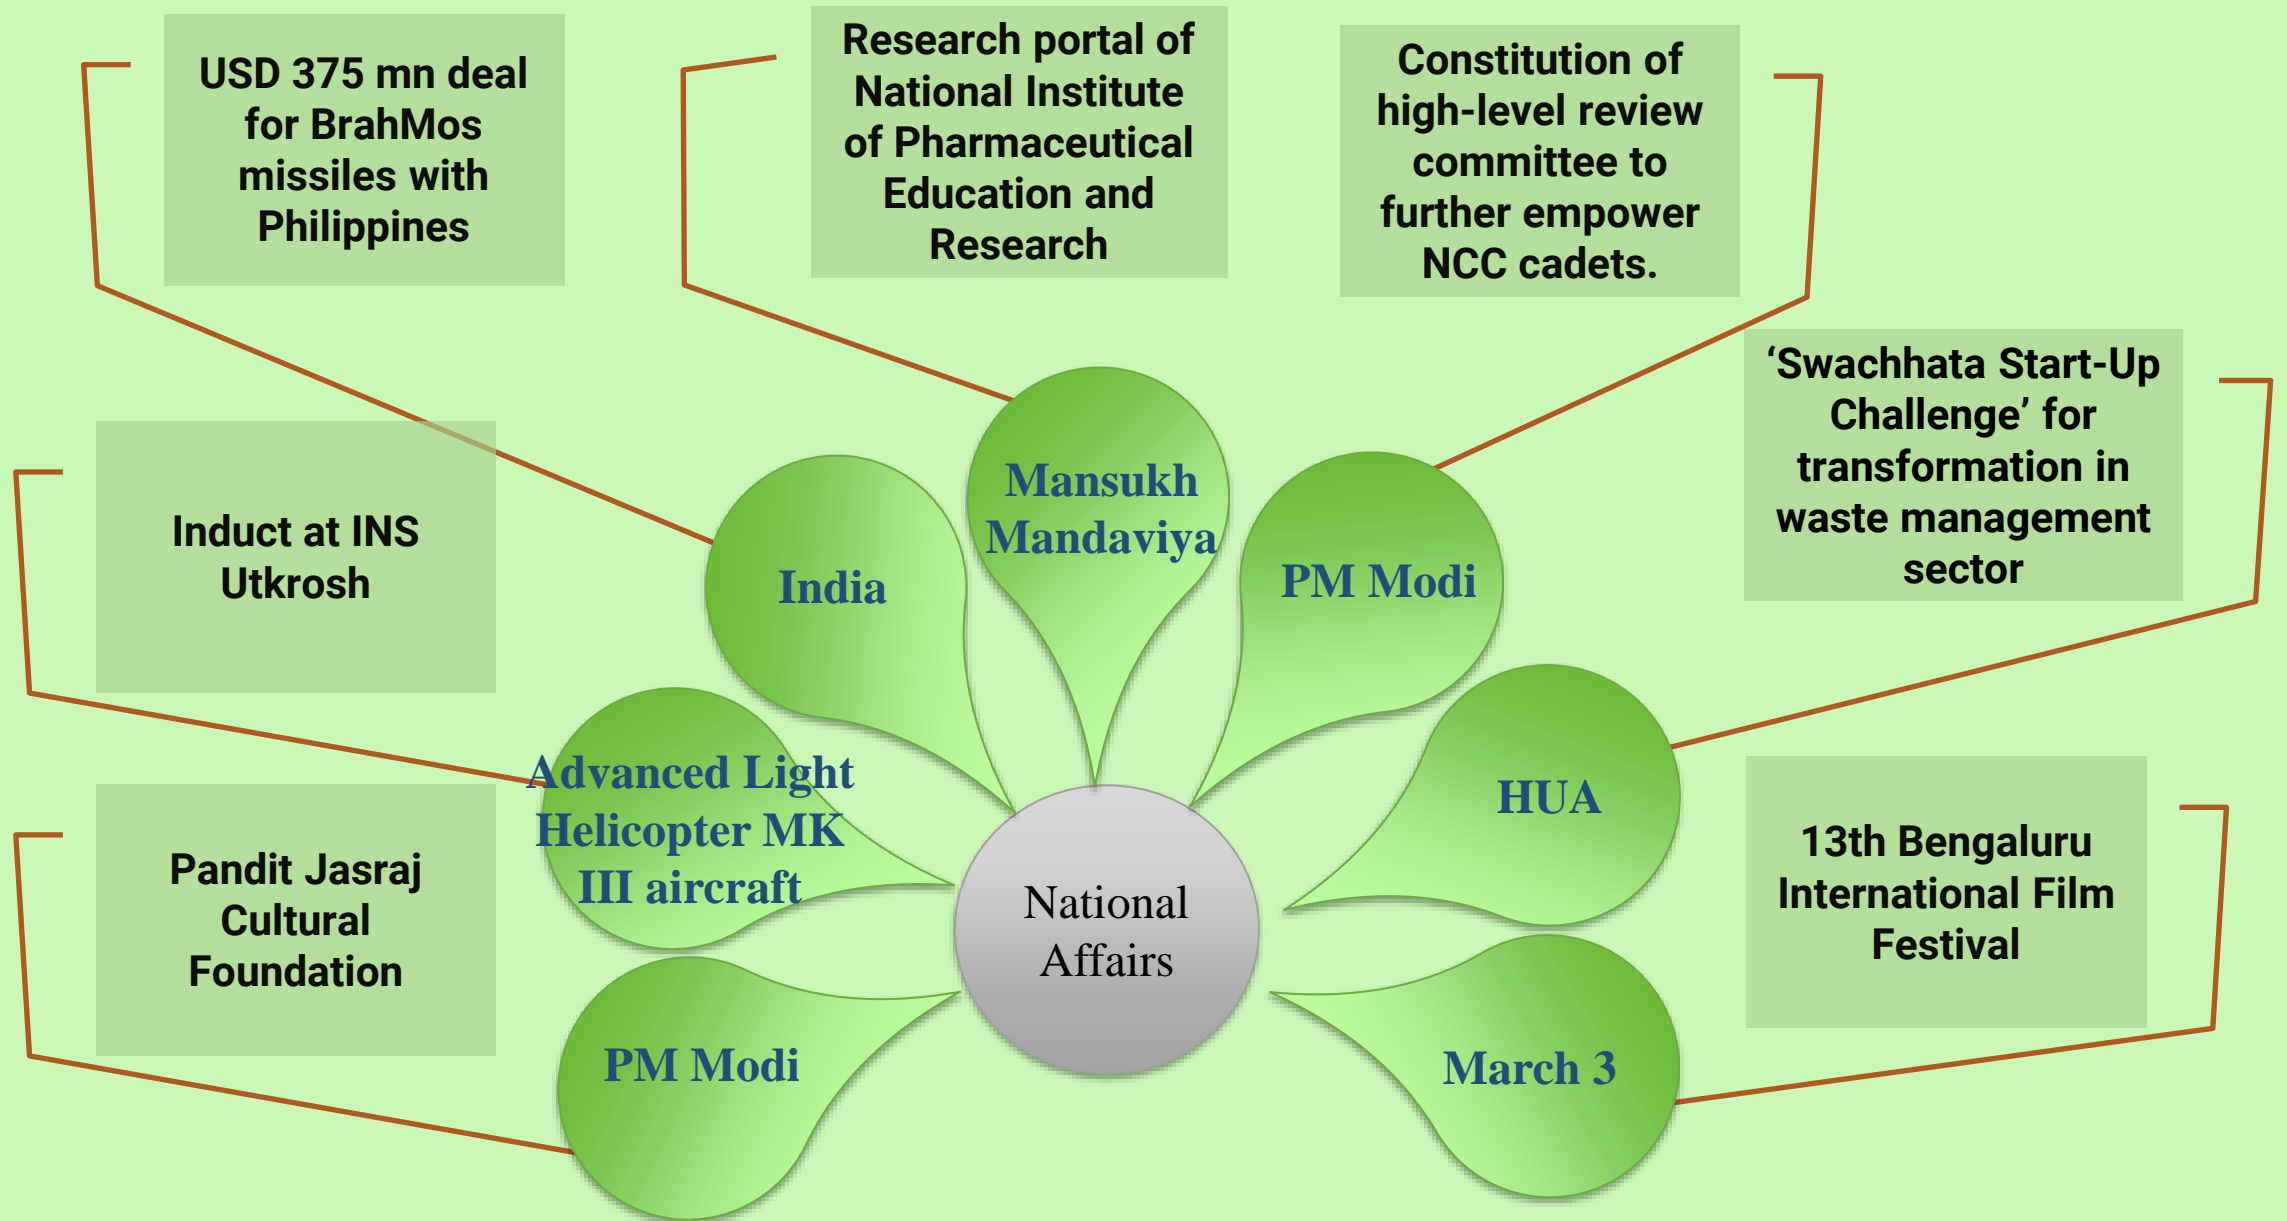 USD 375 mn deal
for BrahMos
missiles with
Philippines
Research portal of
National Institute
of Pharmaceutical
Education and
Research
Constitution of
high-level review
committee to
further empower
NCC cadets.
‘Swachhata Start-Up
Challenge’ for
transformation in
waste management
sector
Induct at INS
Utkrosh
Mansukh
Mandaviya
India
PM Modi
Advanced Light
Helicopter MK
III aircraft
HUA
Pandit Jasraj
Cultural
Foundation
National
Affairs
13th Bengaluru
International Film
Festival
PM Modi
March 3